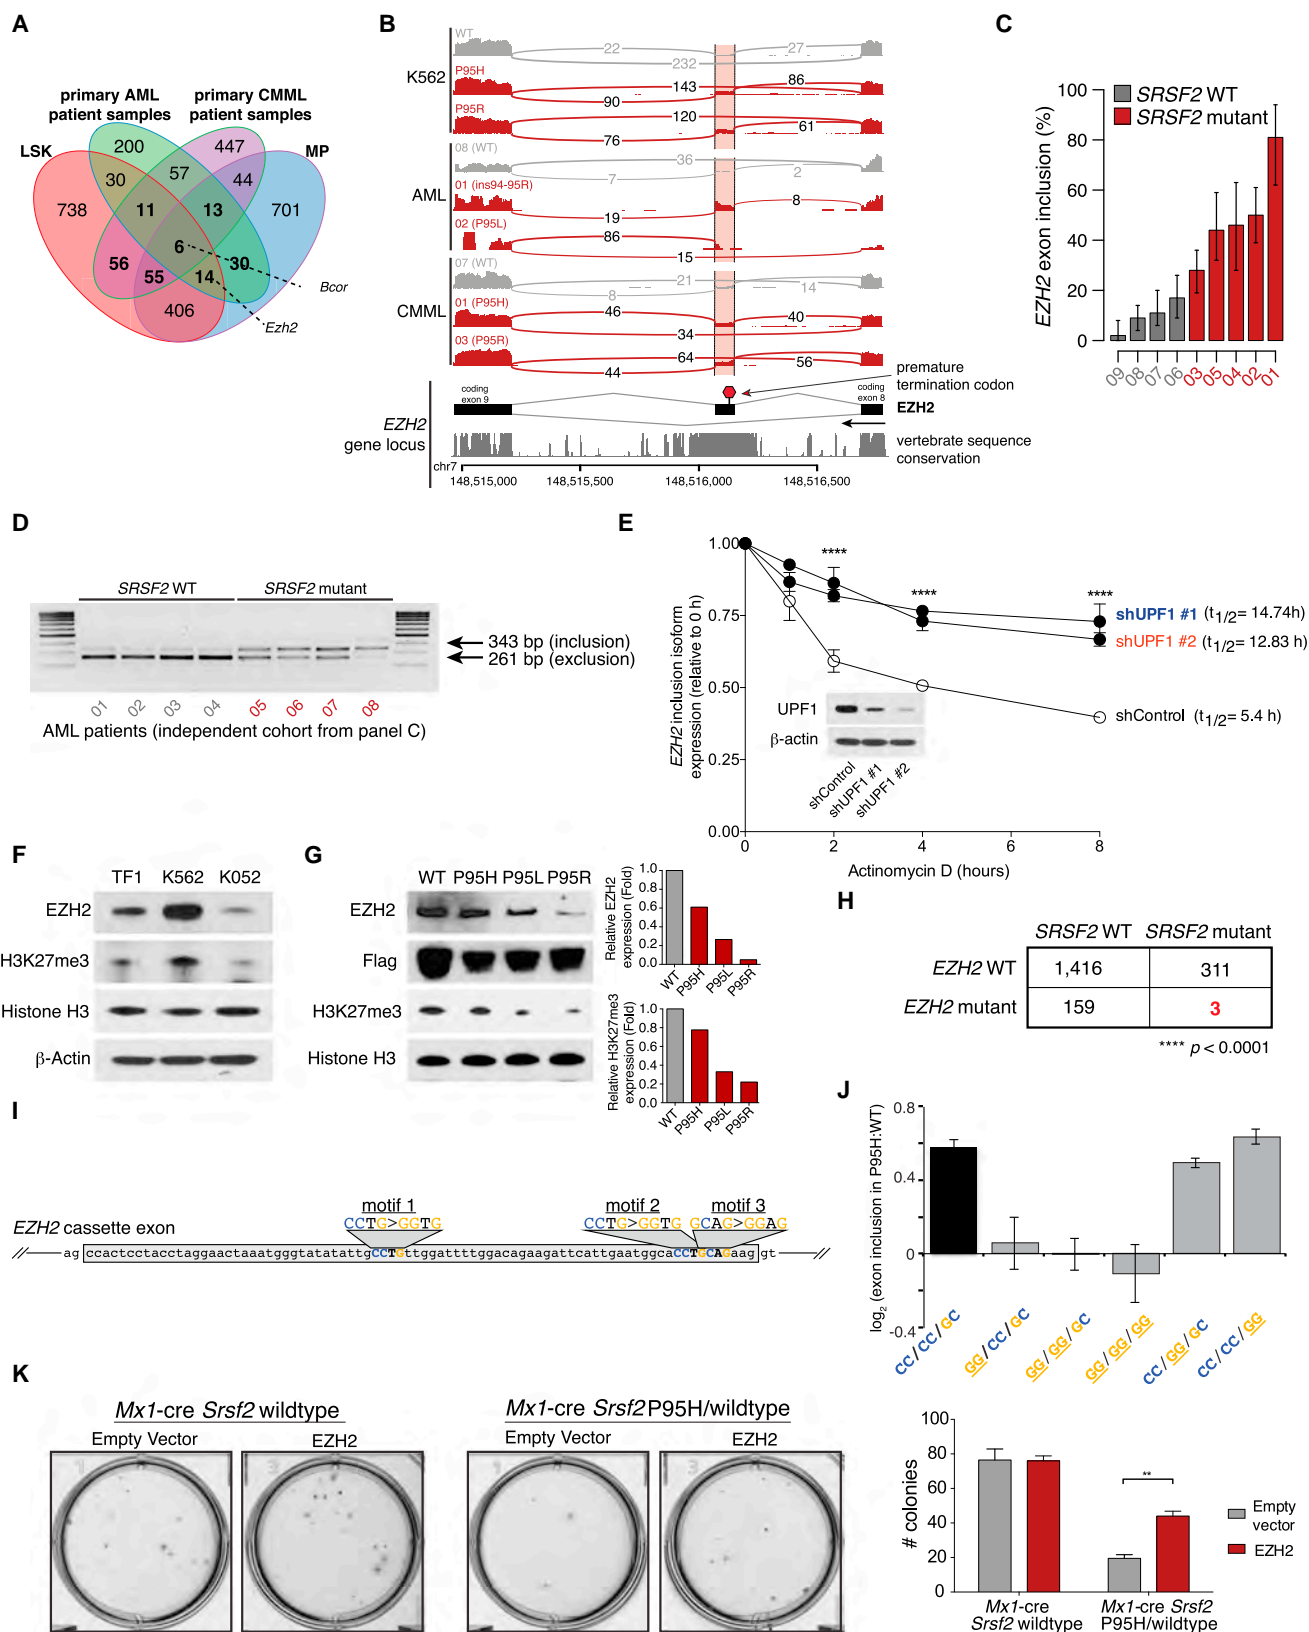 A
primary AML
patient samples
primary CMML
patient samples
LSK
MP
200
447
30
57
44
738
11
13
701
6
56
55
14
30
406
Bcor
Ezh2
B
K562
WT
22
27
232
P95H
143
86
90
P95R
120
61
76
AML
08 (WT)
36
2
7
01 (ins94-95R)
8
19
02 (P95L)
86
15
CMML
07 (WT)
21
14
8
01 (P95H)
46
40
34
03 (P95R)
64
56
44
premature
termination codon
coding
exon 9
coding
exon 8
EZH2
EZH2
gene locus
vertebrate sequence
conservation
chr7
148,515,000
148,515,500
148,516,000
148,516,500
C
SRSF2 WT
SRSF2 mutant
EZH2 exon inclusion (%)
100
80
60
40
20
0
09
08
07
06
03
05
04
02
01
D
SRSF2 WT
SRSF2 mutant
343 bp (inclusion)
261 bp (exclusion)
01
02
03
04
05
06
07
08
AML patients (independent cohort from panel C)
E
EZH2 inclusion isoform
expression (relative to 0 h)
1.00
0.75
0.50
0.25
0.00
****
****
****
shUPF1 #1 (t1/2= 14.74h)
shUPF1 #2 (t1/2= 12.83 h)
shControl (t1/2= 5.4 h)
UPF1
β-actin
shControl
shUPF1 #1
shUPF1 #2
0
2
4
6
8
Actinomycin D (hours)
F
TF1 K562 K052
EZH2
H3K27me3
Histone H3
β-Actin
G
WT P95H P95L P95R
EZH2
Flag
H3K27me3
Histone H3
Relative EZH2
expression (Fold)
1.0
0.8
0.6
0.4
0.2
0.0
WT
P95H
P95L
P95R
Relative H3K27me3
expression (Fold)
1.0
0.8
0.6
0.4
0.2
0.0
WT
P95H
P95L
P95R
H
SRSF2 WT SRSF2 mutant
EZH2 WT 1,416 311
EZH2 mutant 159 3
**** p < 0.0001
I
EZH2 cassette exon
motif 1
CCTG>GGTG
motif 2
CCTG>GGTG
motif 3
GCAG>GGAG
ag gcactcctacctaggaactaaatgggtatatattgCCTGttggattttggacagaagattcattgaatggcaCCTGCAGaag gt
J
log2 (exon inclusion in P95H:WT)
0.8
0.4
0
-0.4
CC/CC/GC
GG/CC/GC
GG/GG/GC
GG/GG/GG
CC/GG/GC
CC/CC/GG
K
Mx1-cre Srsf2 wildtype
Empty Vector
EZH2
Mx1-cre Srsf2 P95H/wildtype
Empty Vector
EZH2
# colonies
100
80
60
40
20
0
**
Empty
vector
EZH2
Mx1-cre
Srsf2 wildtype
Mx1-cre Srsf2
P95H/wildtype